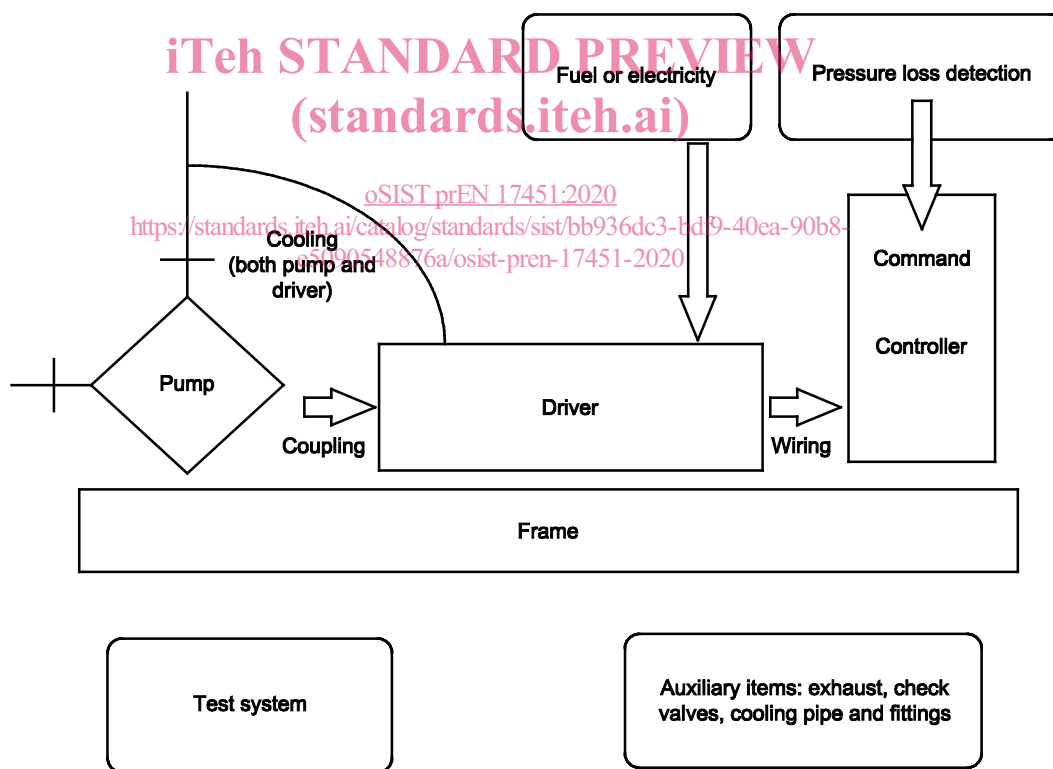 iTeh STANDARD PREVIEW
(standards.iteh.ai)
Fuel or electricity
Pressure loss detection
oSIST prEN 17451:2020
https://standards.iteh.ai/catalog/standards/sist/bb936dc3-bdf9-40ea-90b8-
e5090548876a/osist-pren-17451-2020
Cooling
(both pump and
driver)
Command
Controller
Pump
Driver
Coupling
Wiring
Frame
Test system
Auxiliary items: exhaust, check
valves, cooling pipe and fittings